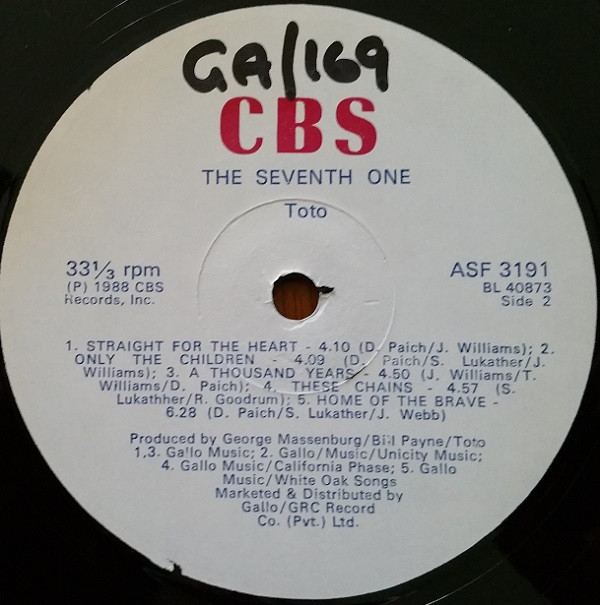 GA/169
CBS
THE SEVENTH ONE
Toto
33⅓ rpm
(P) 1988 CBS
Records, Inc.
ASF 3191
BL 40873
Side 2
1. STRAIGHT FOR THE HEART - 4.10 (D. Paich/J. Williams); 2.
ONLY THE CHILDREN - 4.09 (D. Paich/S. Lukather/J.
Williams); 3. A THOUSAND YEARS - 4.50 (J. Williams/T.
Williams/D. Paich); 4. THESE CHAINS - 4.57 (S.
Lukathher/R. Goodrum); 5. HOME OF THE BRAVE -
6.28 (D. Paich/S. Lukather/J. Webb)
Produced by George Massenburg/Bill Payne/Toto
1,3. Gallo Music; 2. Gallo/Music/Unicity Music;
4. Gallo Music/California Phase; 5. Gallo
Music/White Oak Songs
Marketed & Distributed by
Gallo/GRC Record
Co. (Pvt.) Ltd.